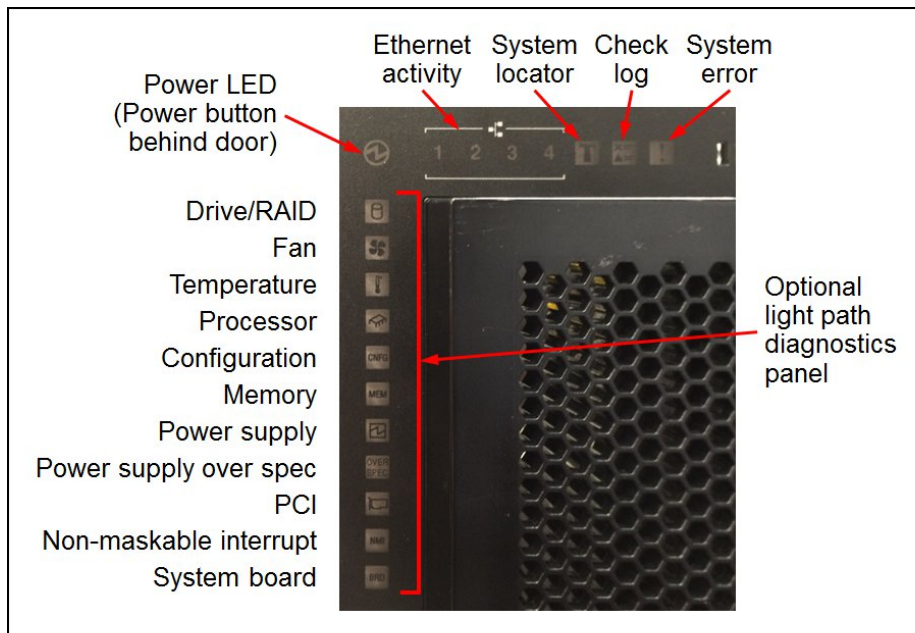 Ethernet
activity
System
locator
Check
log
System
error
Power LED
(Power button
behind door)
1 2 3 4
Drive/RAID
Fan
Temperature
Processor
Configuration
CNFG
Memory
MEM
Power supply
Power supply over spec
OVER
SPEC
PCI
Non-maskable interrupt
NMI
System board
BRD
Optional
light path
diagnostics
panel